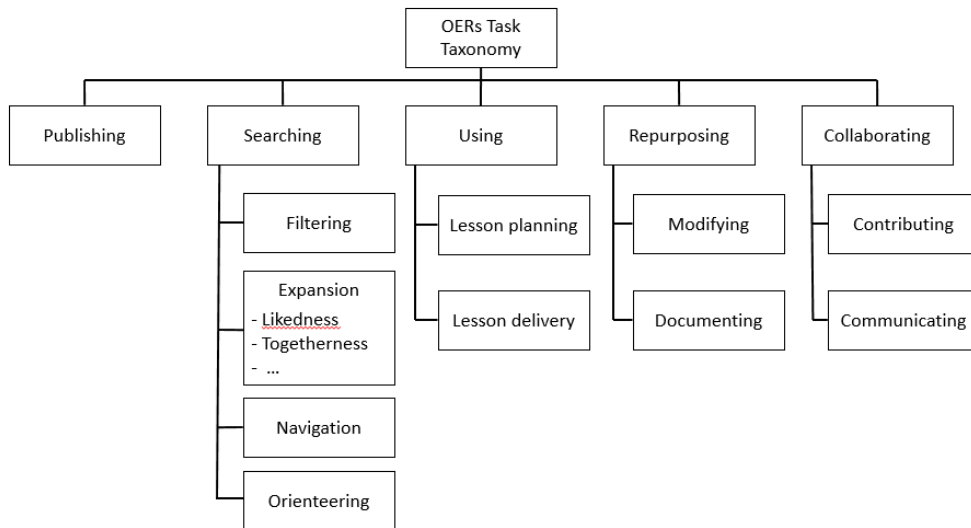 OERs Task
Taxonomy
Publishing
Searching
Using
Repurposing
Collaborating
Filtering
Expansion
- Likedness
- Togetherness
- ...
Navigation
Orienteering
Lesson planning
Lesson delivery
Modifying
Documenting
Contributing
Communicating